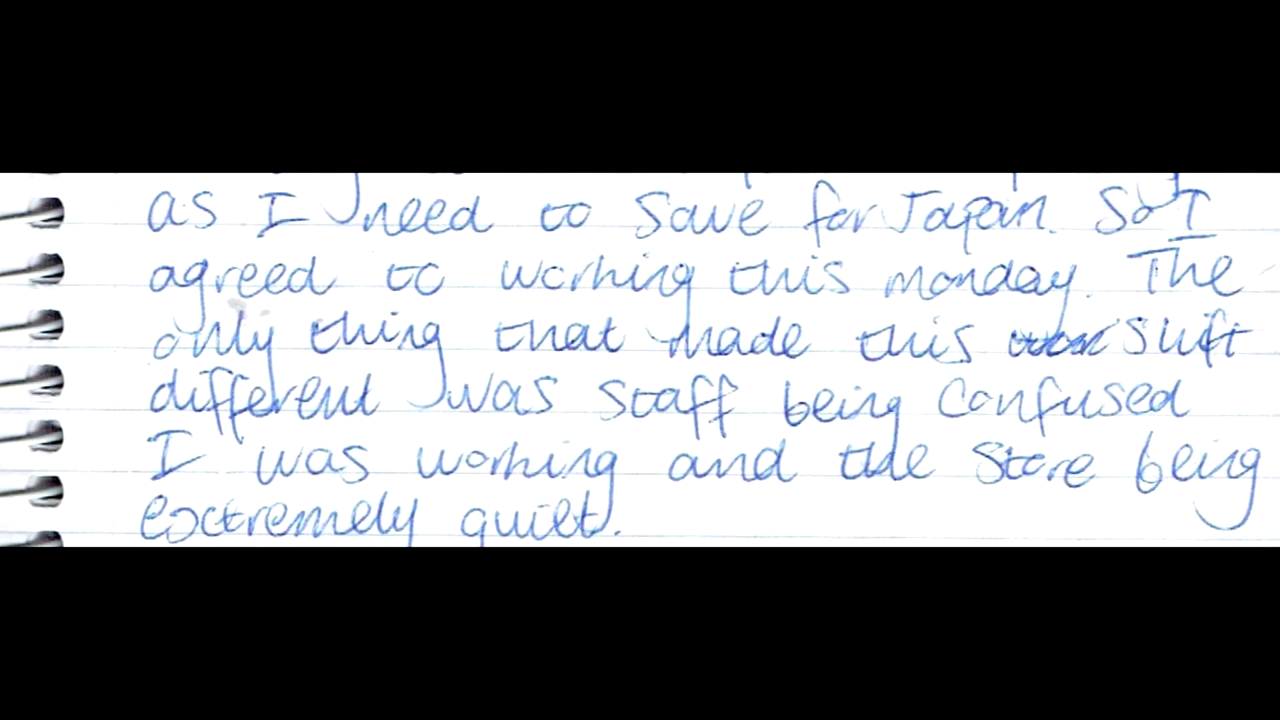 as I need to save for Japan. So I
agreed to working this monday. The
only thing that made this shift
different was staff being confused
I was working and the store being
extremely quiet.